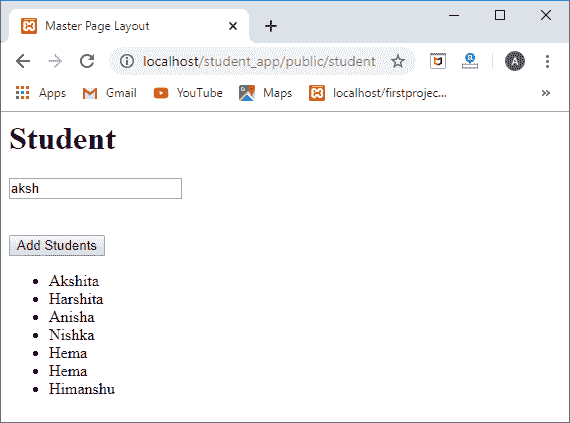 Master Page Layout
localhost/student_app/public/student
A
Apps Gmail YouTube Maps localhost/firstprojec... »
Student
aksh
Add Students
• Akshita
• Harshita
• Anisha
• Nishka
• Hema
• Hema
• Himanshu